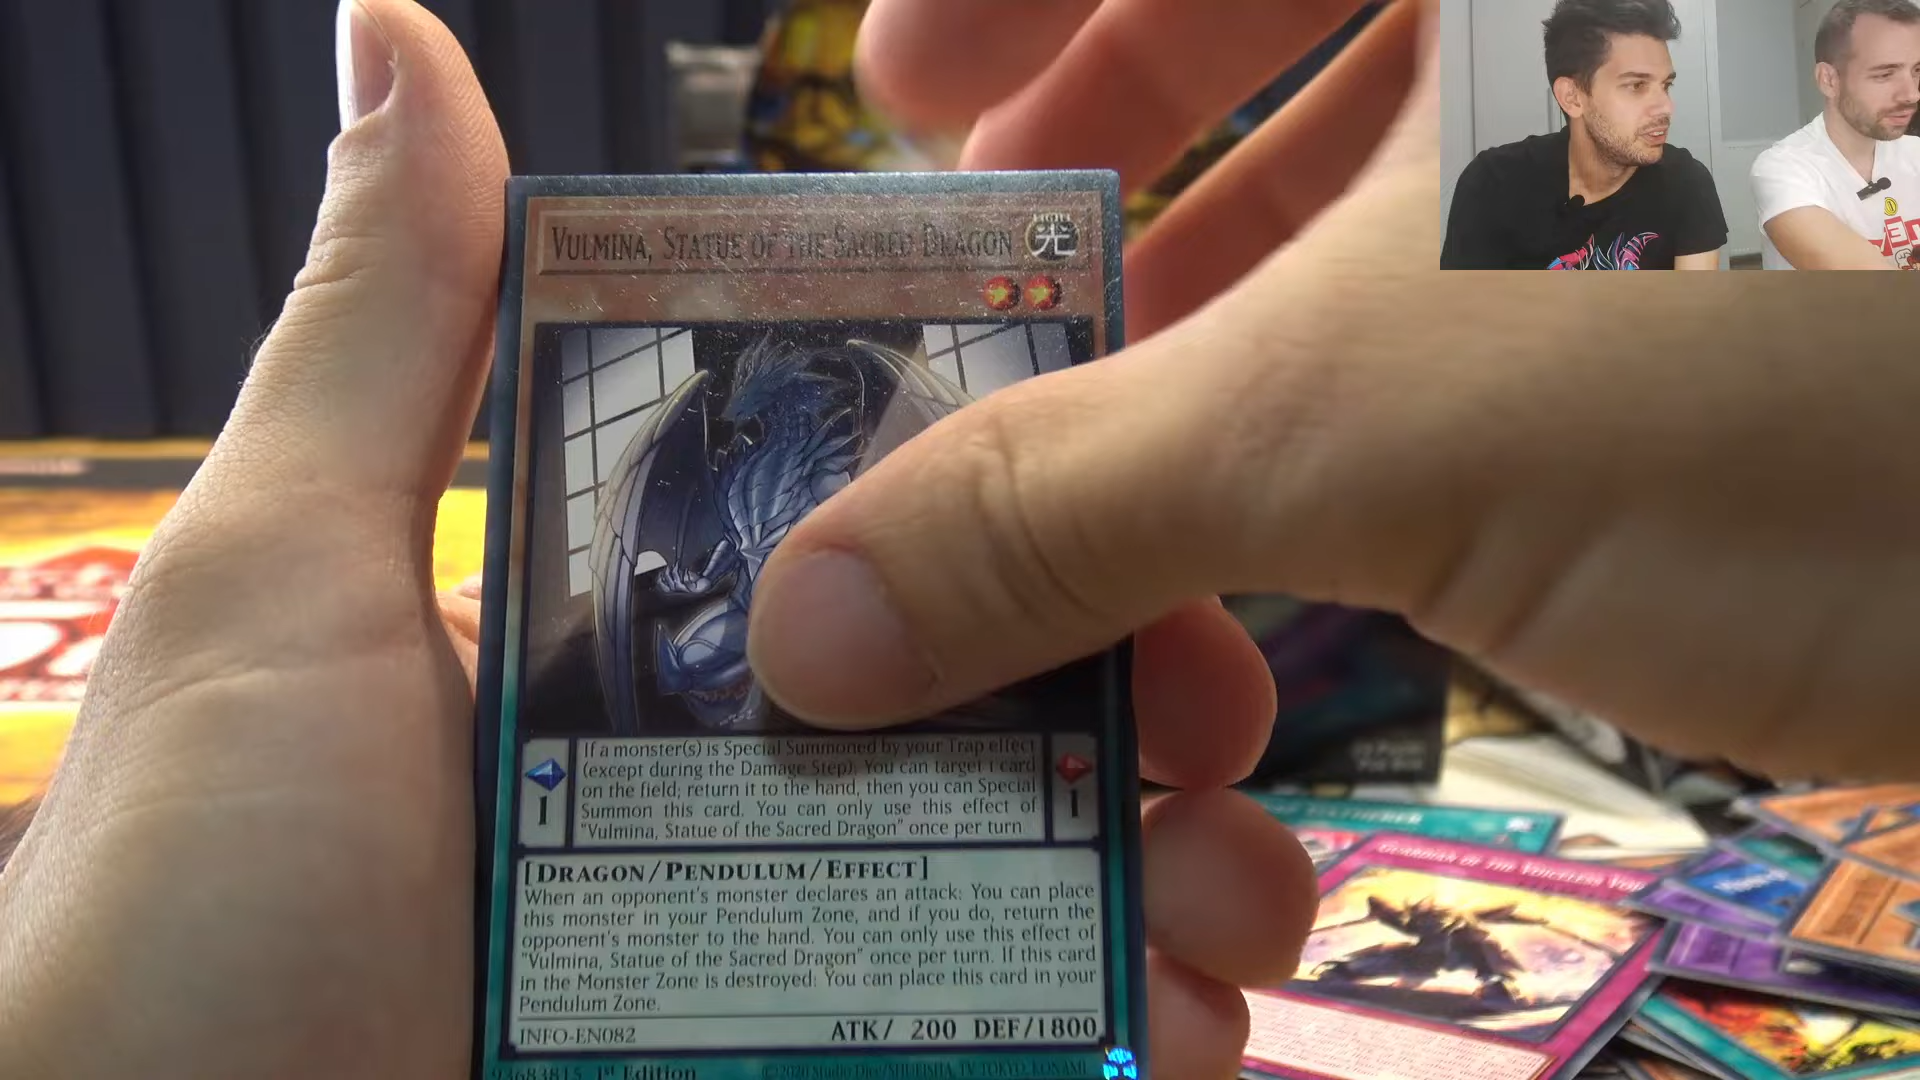 VULMINA, STATUE OF THE SACRED DRAGON
光
If a monster(s) is Special Summoned by your Trap effect
(except during the Damage Step): You can target 1 card
on the field; return it to the hand, then you can Special
Summon this card. You can only use this effect of
"Vulmina, Statue of the Sacred Dragon" once per turn
1
1
[DRAGON/PENDULUM/EFFECT]
When an opponent's monster declares an attack: You can place
this monster in your Pendulum Zone, and if you do, return the
opponent's monster to the hand. You can only use this effect of
"Vulmina, Statue of the Sacred Dragon" once per turn. If this card
in the Monster Zone is destroyed: You can place this card in your
Pendulum Zone.
INFO-EN082
ATK/ 200 DEF/1800
93683815 1st Edition
©2020 Studio Dice/SHUEISHA, TV TOKYO, KONAMI
GUARDIAN OF THE VOICELESS VOI